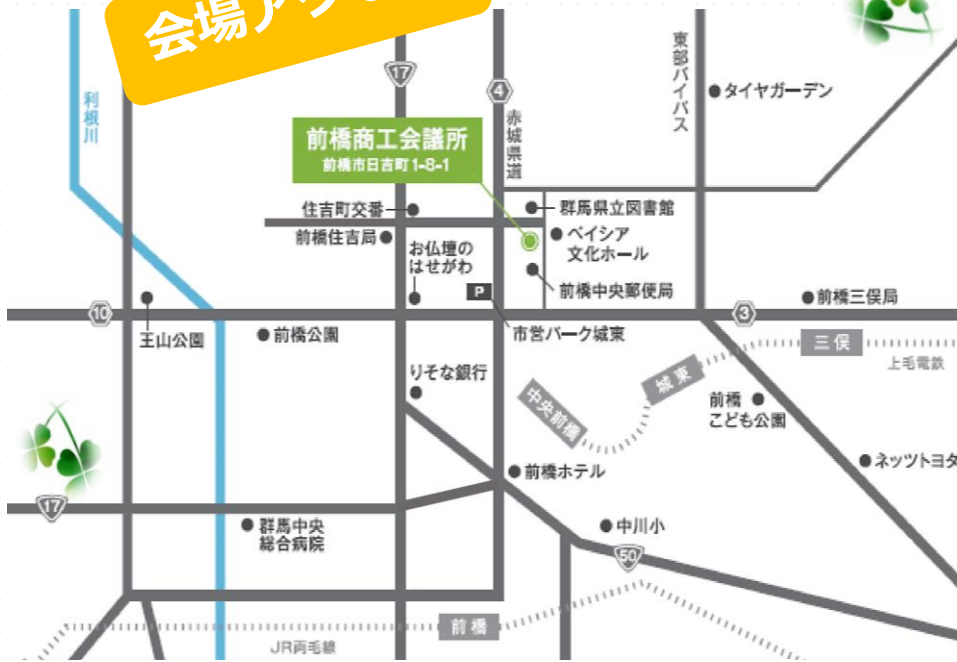 会場ア
17
4
東部バイパス
タイヤガーデン
利根川
赤城県道
前橋商工会議所
前橋市日吉町1-8-1
住吉町交番
群馬県立図書館
前橋住吉局
お仏壇の
はせがわ
ベイシア
文化ホール
前橋中央郵便局
P
10
王山公園
前橋公園
市営パーク城東
3
前橋三俣局
三俣
上毛電鉄
りそな銀行
城東
中央前橋
前橋
こども公園
前橋ホテル
ネッツトヨタ
17
群馬中央
総合病院
中川小
50
前橋
JR両毛線